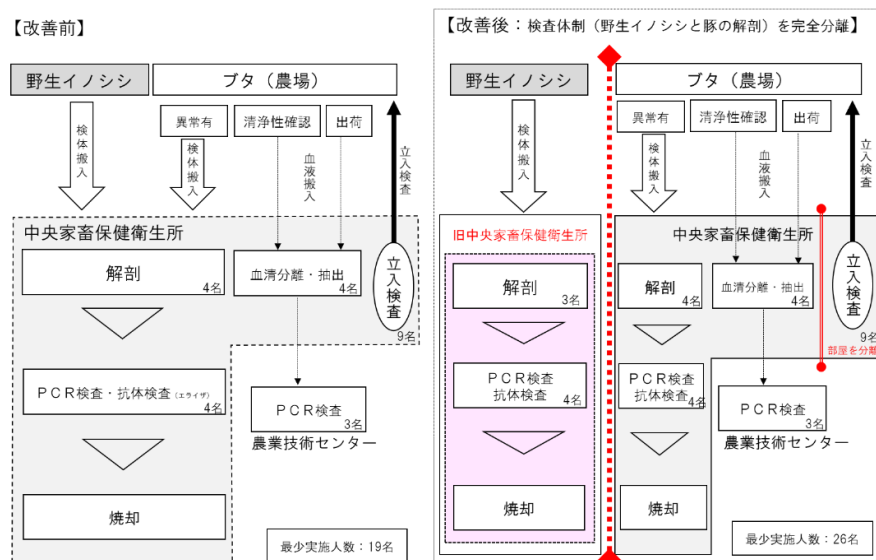 【改善前】
野生イノシシ
ブタ（農場）
検体搬入
異常有
清浄性確認
出荷
検体搬入
血液搬入
立入検査
中央家畜保健衛生所
解剖
4名
血清分離・抽出
4名
立入検査
9名
ＰＣＲ検査・抗体検査（エライザ）
4名
ＰＣＲ検査
3名
農業技術センター
焼却
最少実施人数：19名
【改善後：検査体制（野生イノシシと豚の解剖）を完全分離】
野生イノシシ
ブタ（農場）
検体搬入
異常有
清浄性確認
出荷
検体搬入
血液搬入
立入検査
旧中央家畜保健衛生所
中央家畜保健衛生所
解剖
3名
解剖
4名
血清分離・抽出
4名
立入検査
9名
部屋を分離
ＰＣＲ検査
抗体検査
4名
ＰＣＲ検査
抗体検査
4名
ＰＣＲ検査
3名
農業技術センター
焼却
焼却
最少実施人数：26名